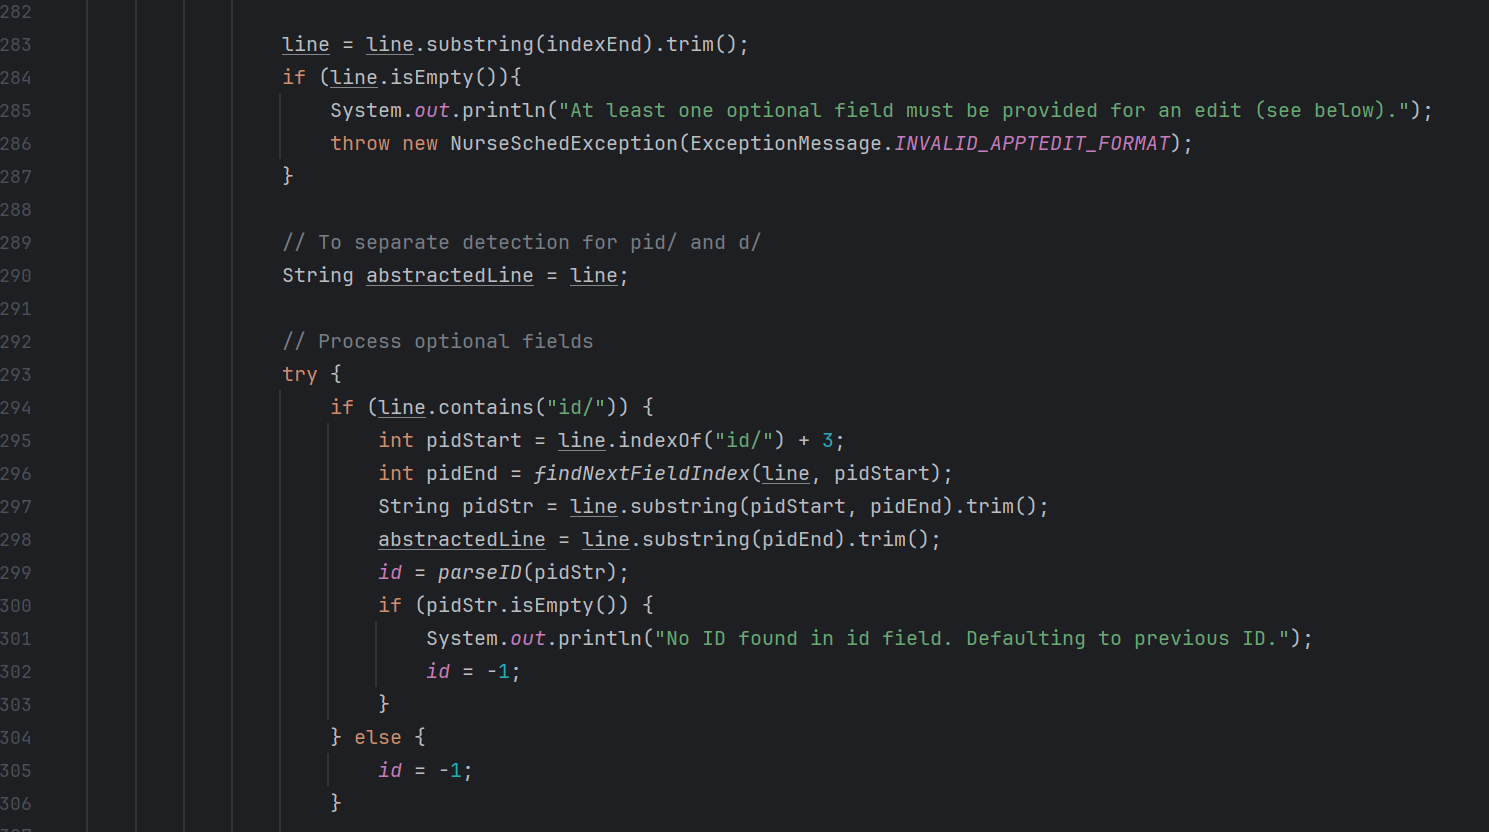 282
283 line = line.substring(indexEnd).trim();
284 if (line.isEmpty()){
285 System.out.println("At least one optional field must be provided for an edit (see below).");
286 throw new NurseSchedException(ExceptionMessage.INVALID_APPTEDIT_FORMAT);
287 }
288
289 // To separate detection for pid/ and d/
290 String abstractedLine = line;
291
292 // Process optional fields
293 try {
294 if (line.contains("id/")) {
295 int pidStart = line.indexOf("id/") + 3;
296 int pidEnd = findNextFieldIndex(line, pidStart);
297 String pidStr = line.substring(pidStart, pidEnd).trim();
298 abstractedLine = line.substring(pidEnd).trim();
299 id = parseID(pidStr);
300 if (pidStr.isEmpty()) {
301 System.out.println("No ID found in id field. Defaulting to previous ID.");
302 id = -1;
303 }
304 } else {
305 id = -1;
306 }